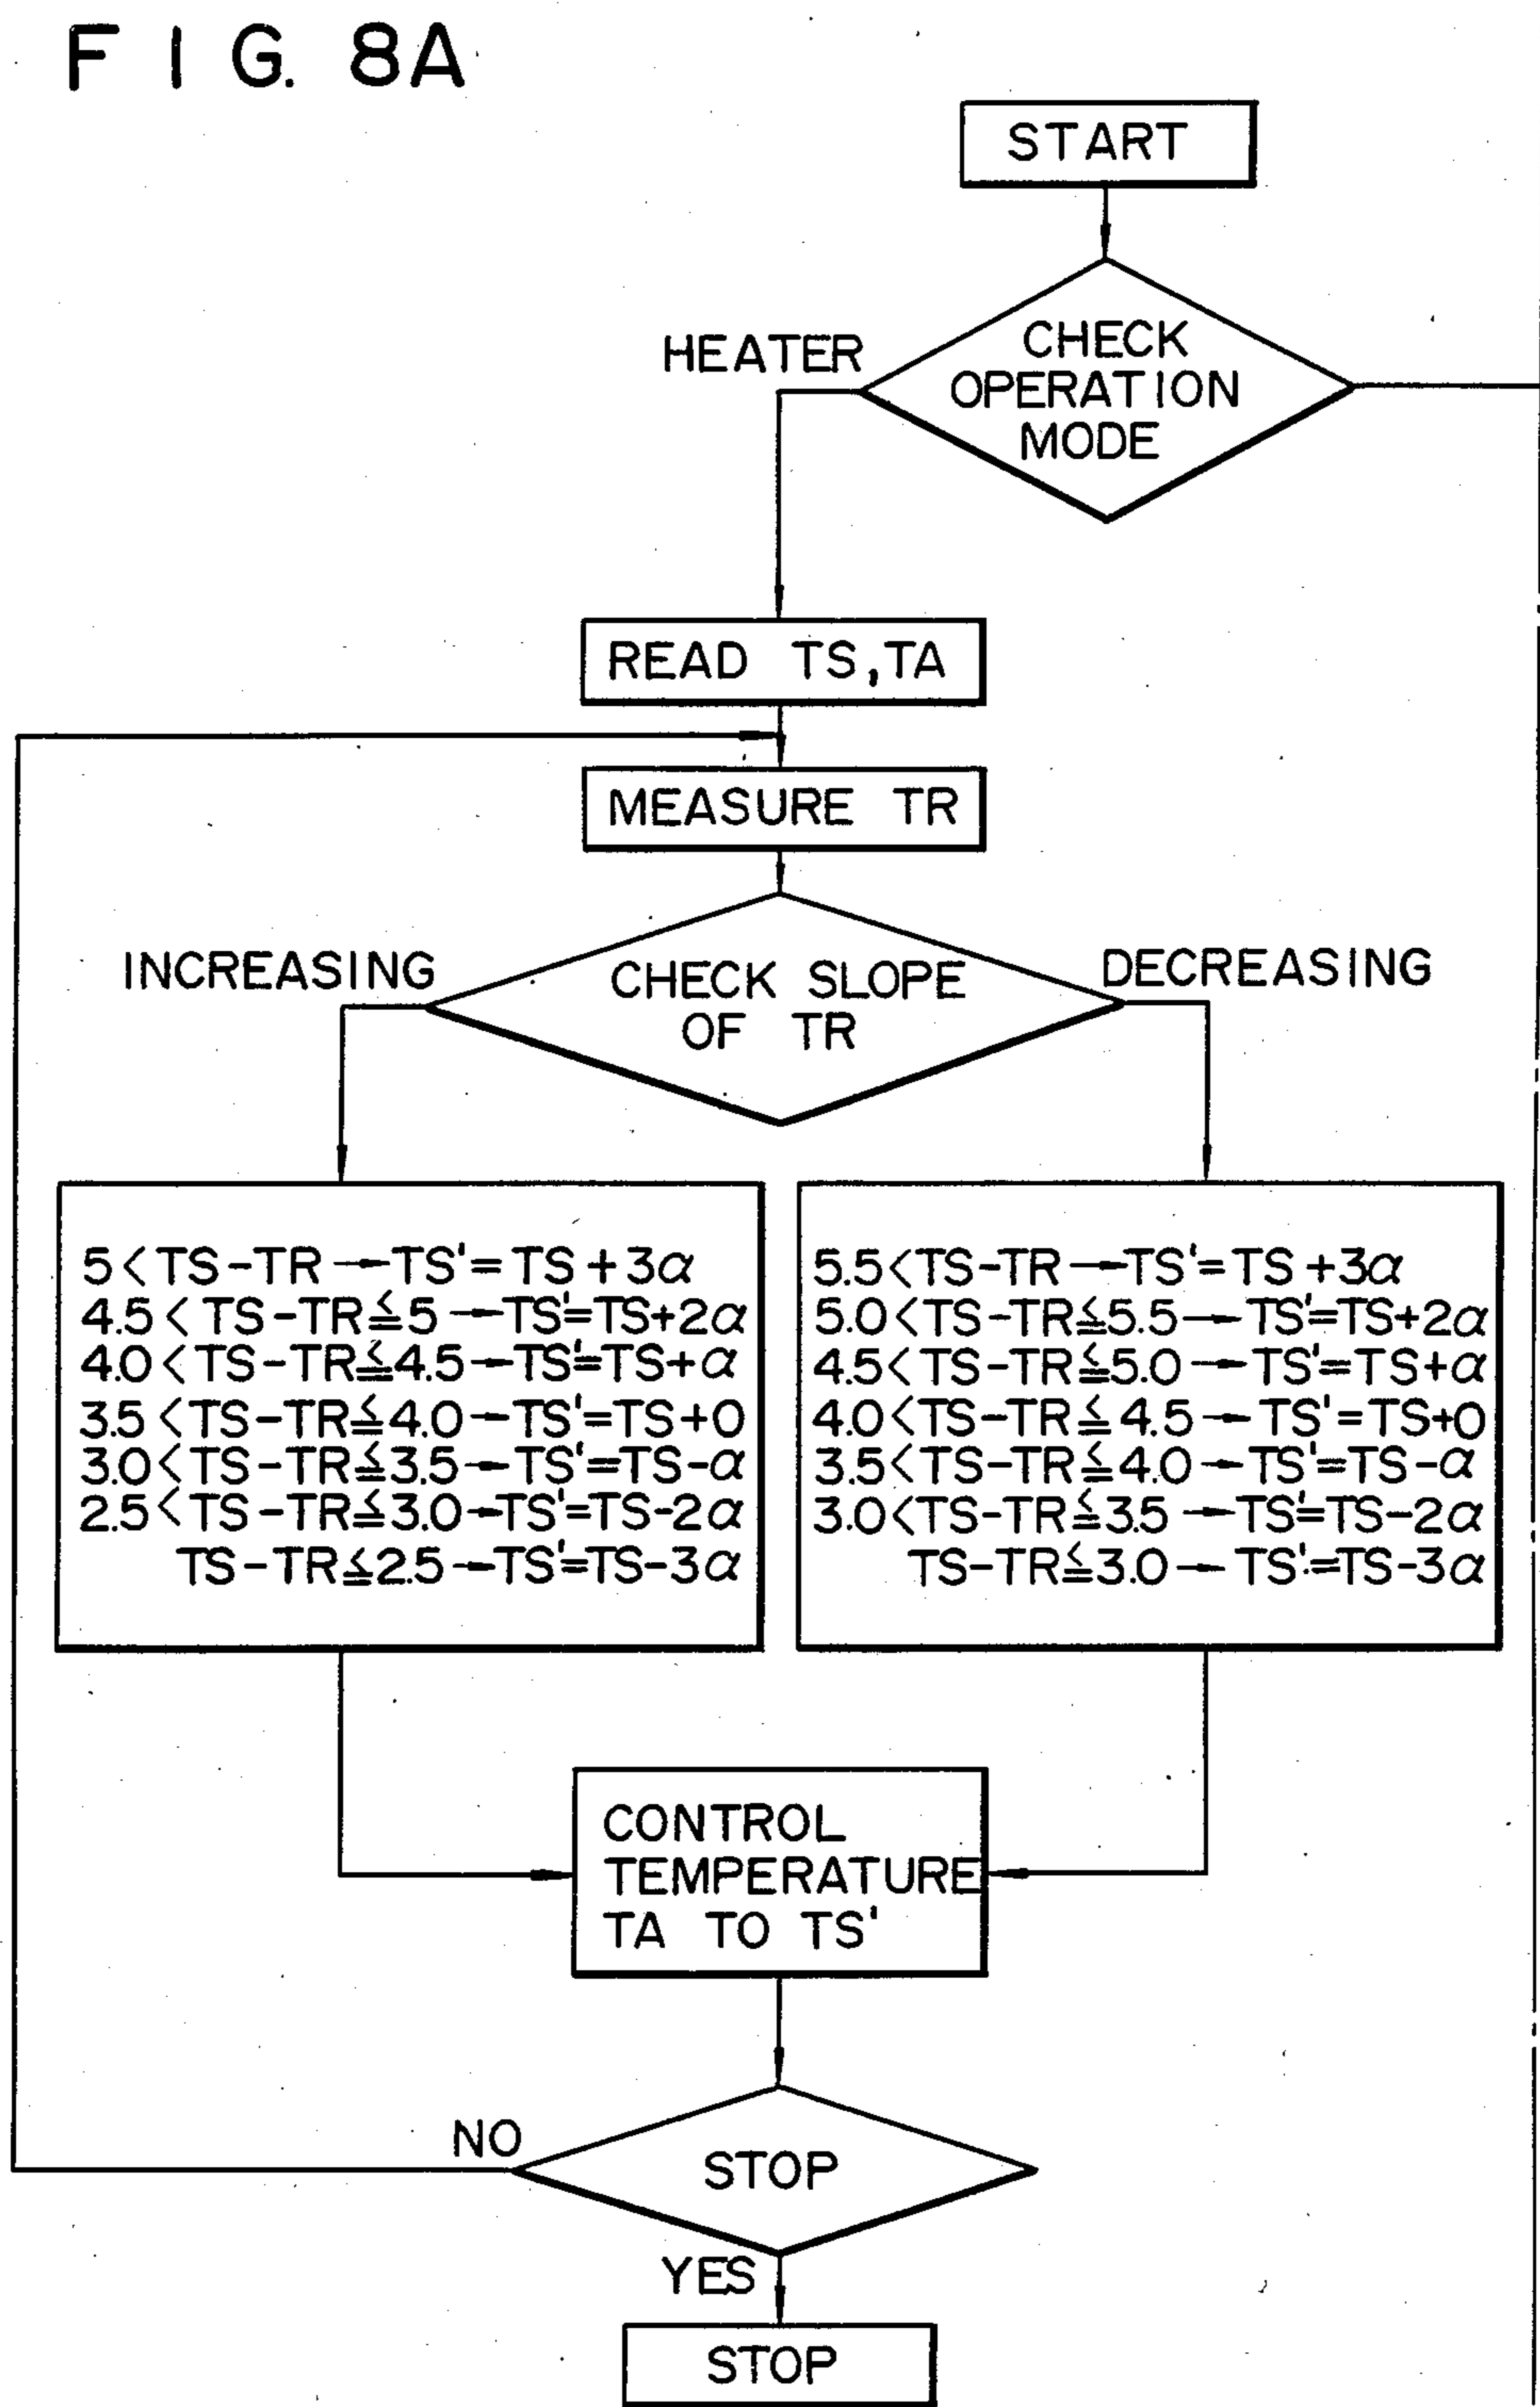 FIG. 8A
START
CHECK
OPERATION
MODE
HEATER
READ TS,TA
MEASURE TR
CHECK SLOPE
OF TR
INCREASING
DECREASING
5<TS-TR→TS'=TS+3α
4.5<TS-TR≦5→TS'=TS+2α
4.0<TS-TR≦4.5→TS'=TS+α
3.5<TS-TR≦4.0→TS'=TS+0
3.0<TS-TR≦3.5→TS'=TS-α
2.5<TS-TR≦3.0→TS'=TS-2α
TS-TR≦2.5→TS'=TS-3α
5.5<TS-TR→TS'=TS+3α
5.0<TS-TR≦5.5→TS'=TS+2α
4.5<TS-TR≦5.0→TS'=TS+α
4.0<TS-TR≦4.5→TS'=TS+0
3.5<TS-TR≦4.0→TS'=TS-α
3.0<TS-TR≦3.5→TS'=TS-2α
TS-TR≦3.0→TS'=TS-3α
CONTROL
TEMPERATURE
TA TO TS'
NO
STOP
YES
STOP